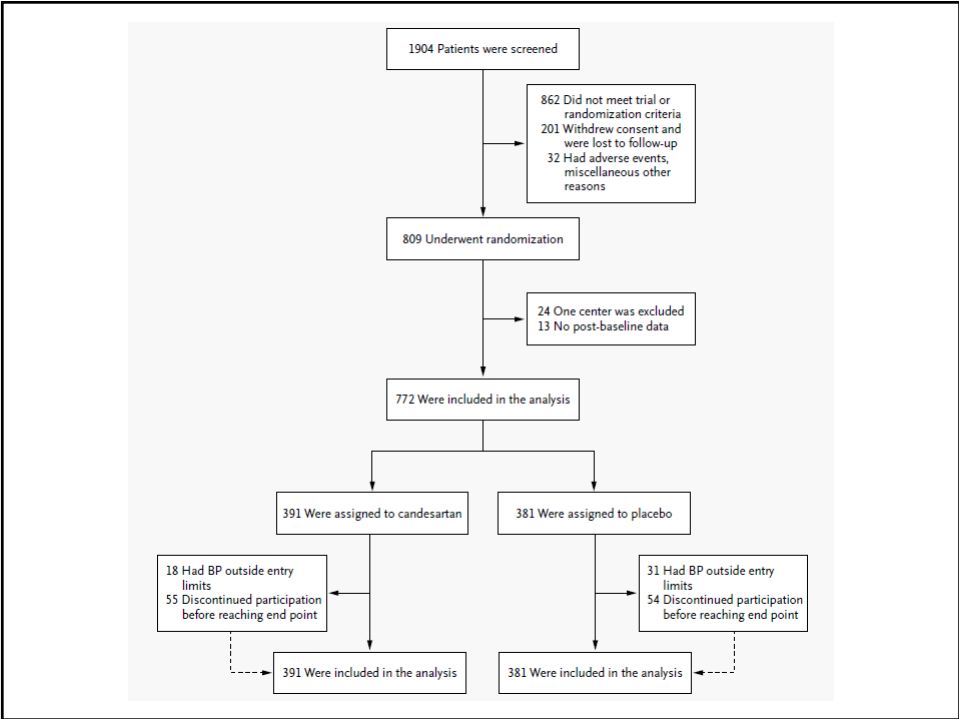 1904 Patients were screened
862 Did not meet trial or
randomization criteria
201 Withdrew consent and
were lost to follow-up
32 Had adverse events,
miscellaneous other
reasons
809 Underwent randomization
24 One center was excluded
13 No post-baseline data
772 Were included in the analysis
391 Were assigned to candesartan
381 Were assigned to placebo
18 Had BP outside entry
limits
55 Discontinued participation
before reaching end point
31 Had BP outside entry
limits
54 Discontinued participation
before reaching end point
391 Were included in the analysis
381 Were included in the analysis